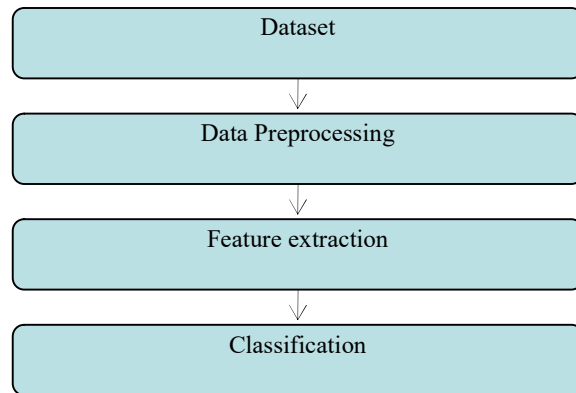 Dataset
Data Preprocessing
Feature extraction
Classification